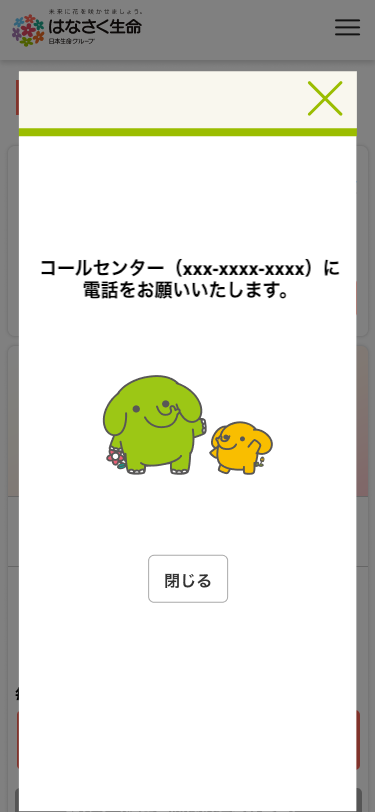 未来に花を咲かせましょう。
はなさく生命
日本生命グループ
コールセンター（xxx-xxxx-xxxx）に
電話をお願いいたします。
閉じる